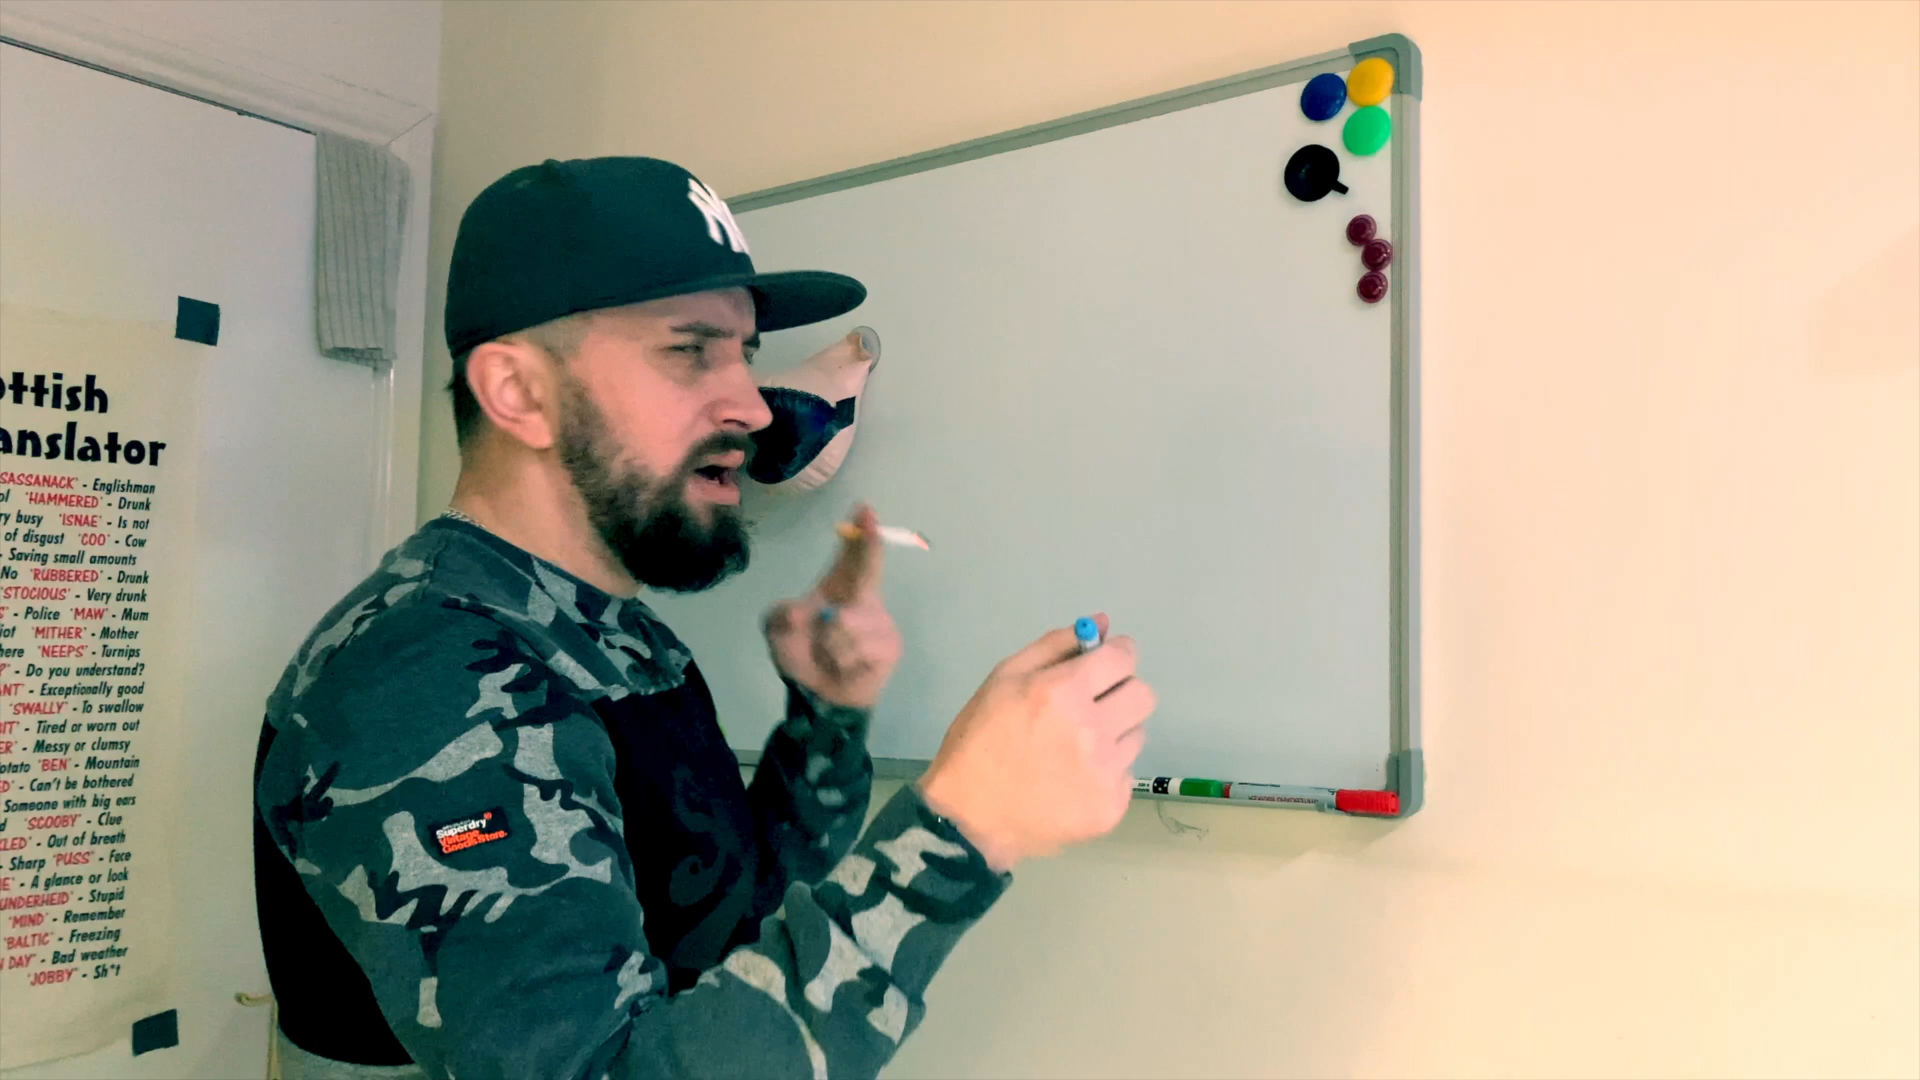 ottish
anslator
SASSANACK' - Englishman
ol 'HAMMERED' - Drunk
ry busy 'ISNAE' - Is not
of disgust 'COO' - Cow
- Saving small amounts
No 'RUBBERED' - Drunk
'STOCIOUS' - Very drunk
S' - Police 'MAW' - Mum
iot 'MITHER' - Mother
here 'NEEPS' - Turnips
?' - Do you understand?
ANT' - Exceptionally good
'SWALLY' - To swallow
BIT' - Tired or worn out
ER' - Messy or clumsy
otato 'BEN' - Mountain
ED' - Can't be bothered
Someone with big ears
d 'SCOOBY' - Clue
KLED' - Out of breath
- Sharp 'PUSS' - Face
E' - A glance or look
UNDERHEID' - Stupid
'MIND' - Remember
'BALTIC' - Freezing
DAY' - Bad weather
'JOBBY' - Sh*t
NY
Superdry
Vintage
Goods Store.